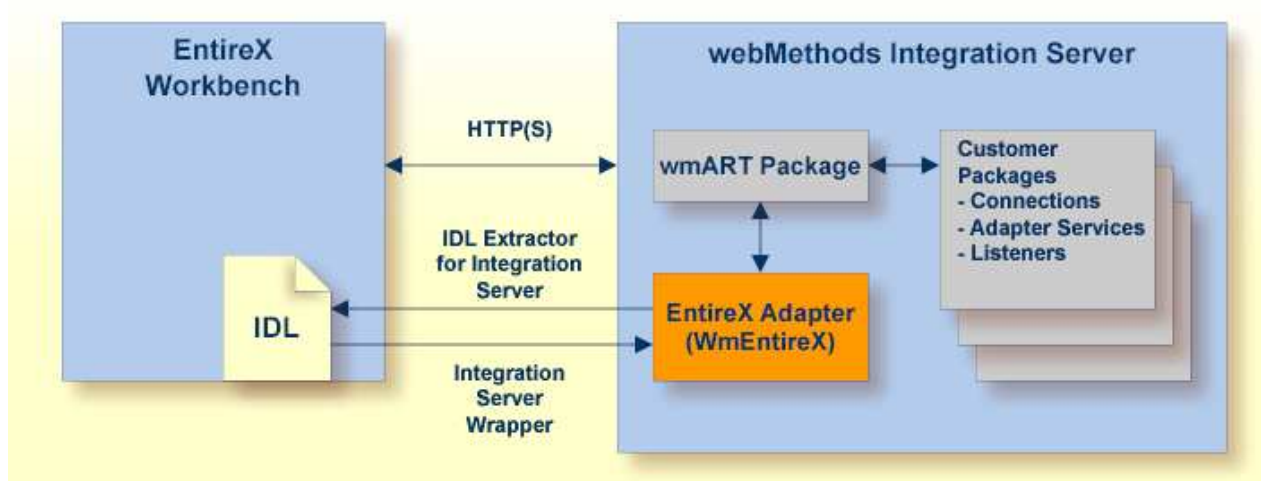 EntireX
Workbench
webMethods Integration Server
HTTP(S)
wmART Package
Customer
Packages
- Connections
- Adapter Services
- Listeners
IDL Extractor
for Integration
Server
IDL
EntireX Adapter
(WmEntireX)
Integration
Server
Wrapper